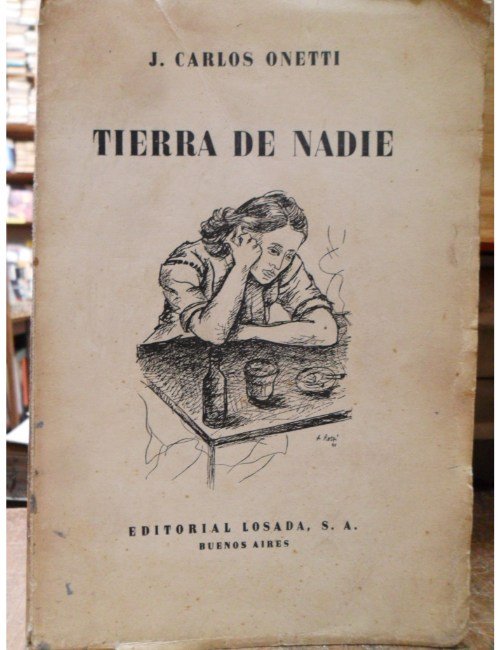 J. CARLOS ONETTI
TIERRA DE NADIE
EDITORIAL LOSADA, S. A.
BUENOS AIRES